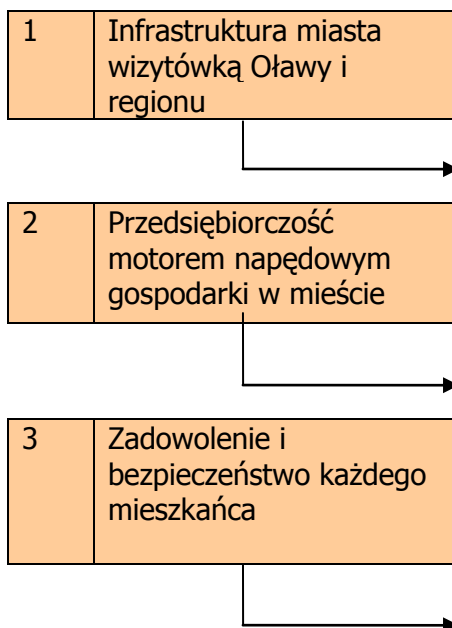 1 Infrastruktura miasta
wizytówką Oławy i
regionu
2 Przedsiębiorczość
motorem napędowym
gospodarki w mieście
3 Zadowolenie i
bezpieczeństwo każdego
mieszkańca